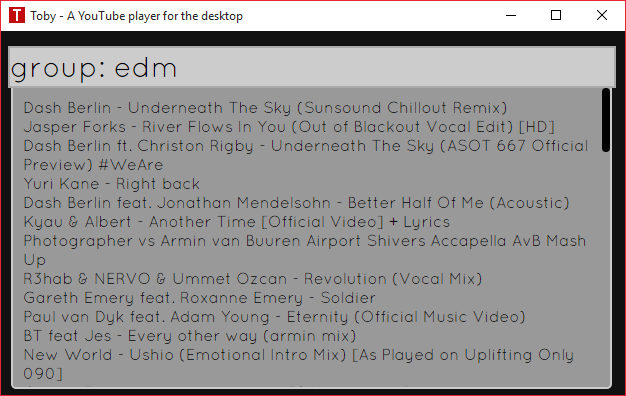 T Toby - A YouTube player for the desktop
group: edm
Dash Berlin - Underneath The Sky (Sunsound Chillout Remix)
Jasper Forks - River Flows In You (Out of Blackout Vocal Edit) [HD]
Dash Berlin ft. Christon Rigby - Underneath The Sky (ASOT 667 Official
Preview) #WeAre
Yuri Kane - Right back
Dash Berlin feat. Jonathan Mendelsohn - Better Half Of Me (Acoustic)
Kyau & Albert - Another Time [Official Video] + Lyrics
Photographer vs Armin van Buuren Airport Shivers Accapella AvB Mash
Up
R3hab & NERVO & Ummet Ozcan - Revolution (Vocal Mix)
Gareth Emery feat. Roxanne Emery - Soldier
Paul van Dyk feat. Adam Young - Eternity (Official Music Video)
BT feat Jes - Every other way (armin mix)
New World - Ushio (Emotional Intro Mix) [As Played on Uplifting Only
090]